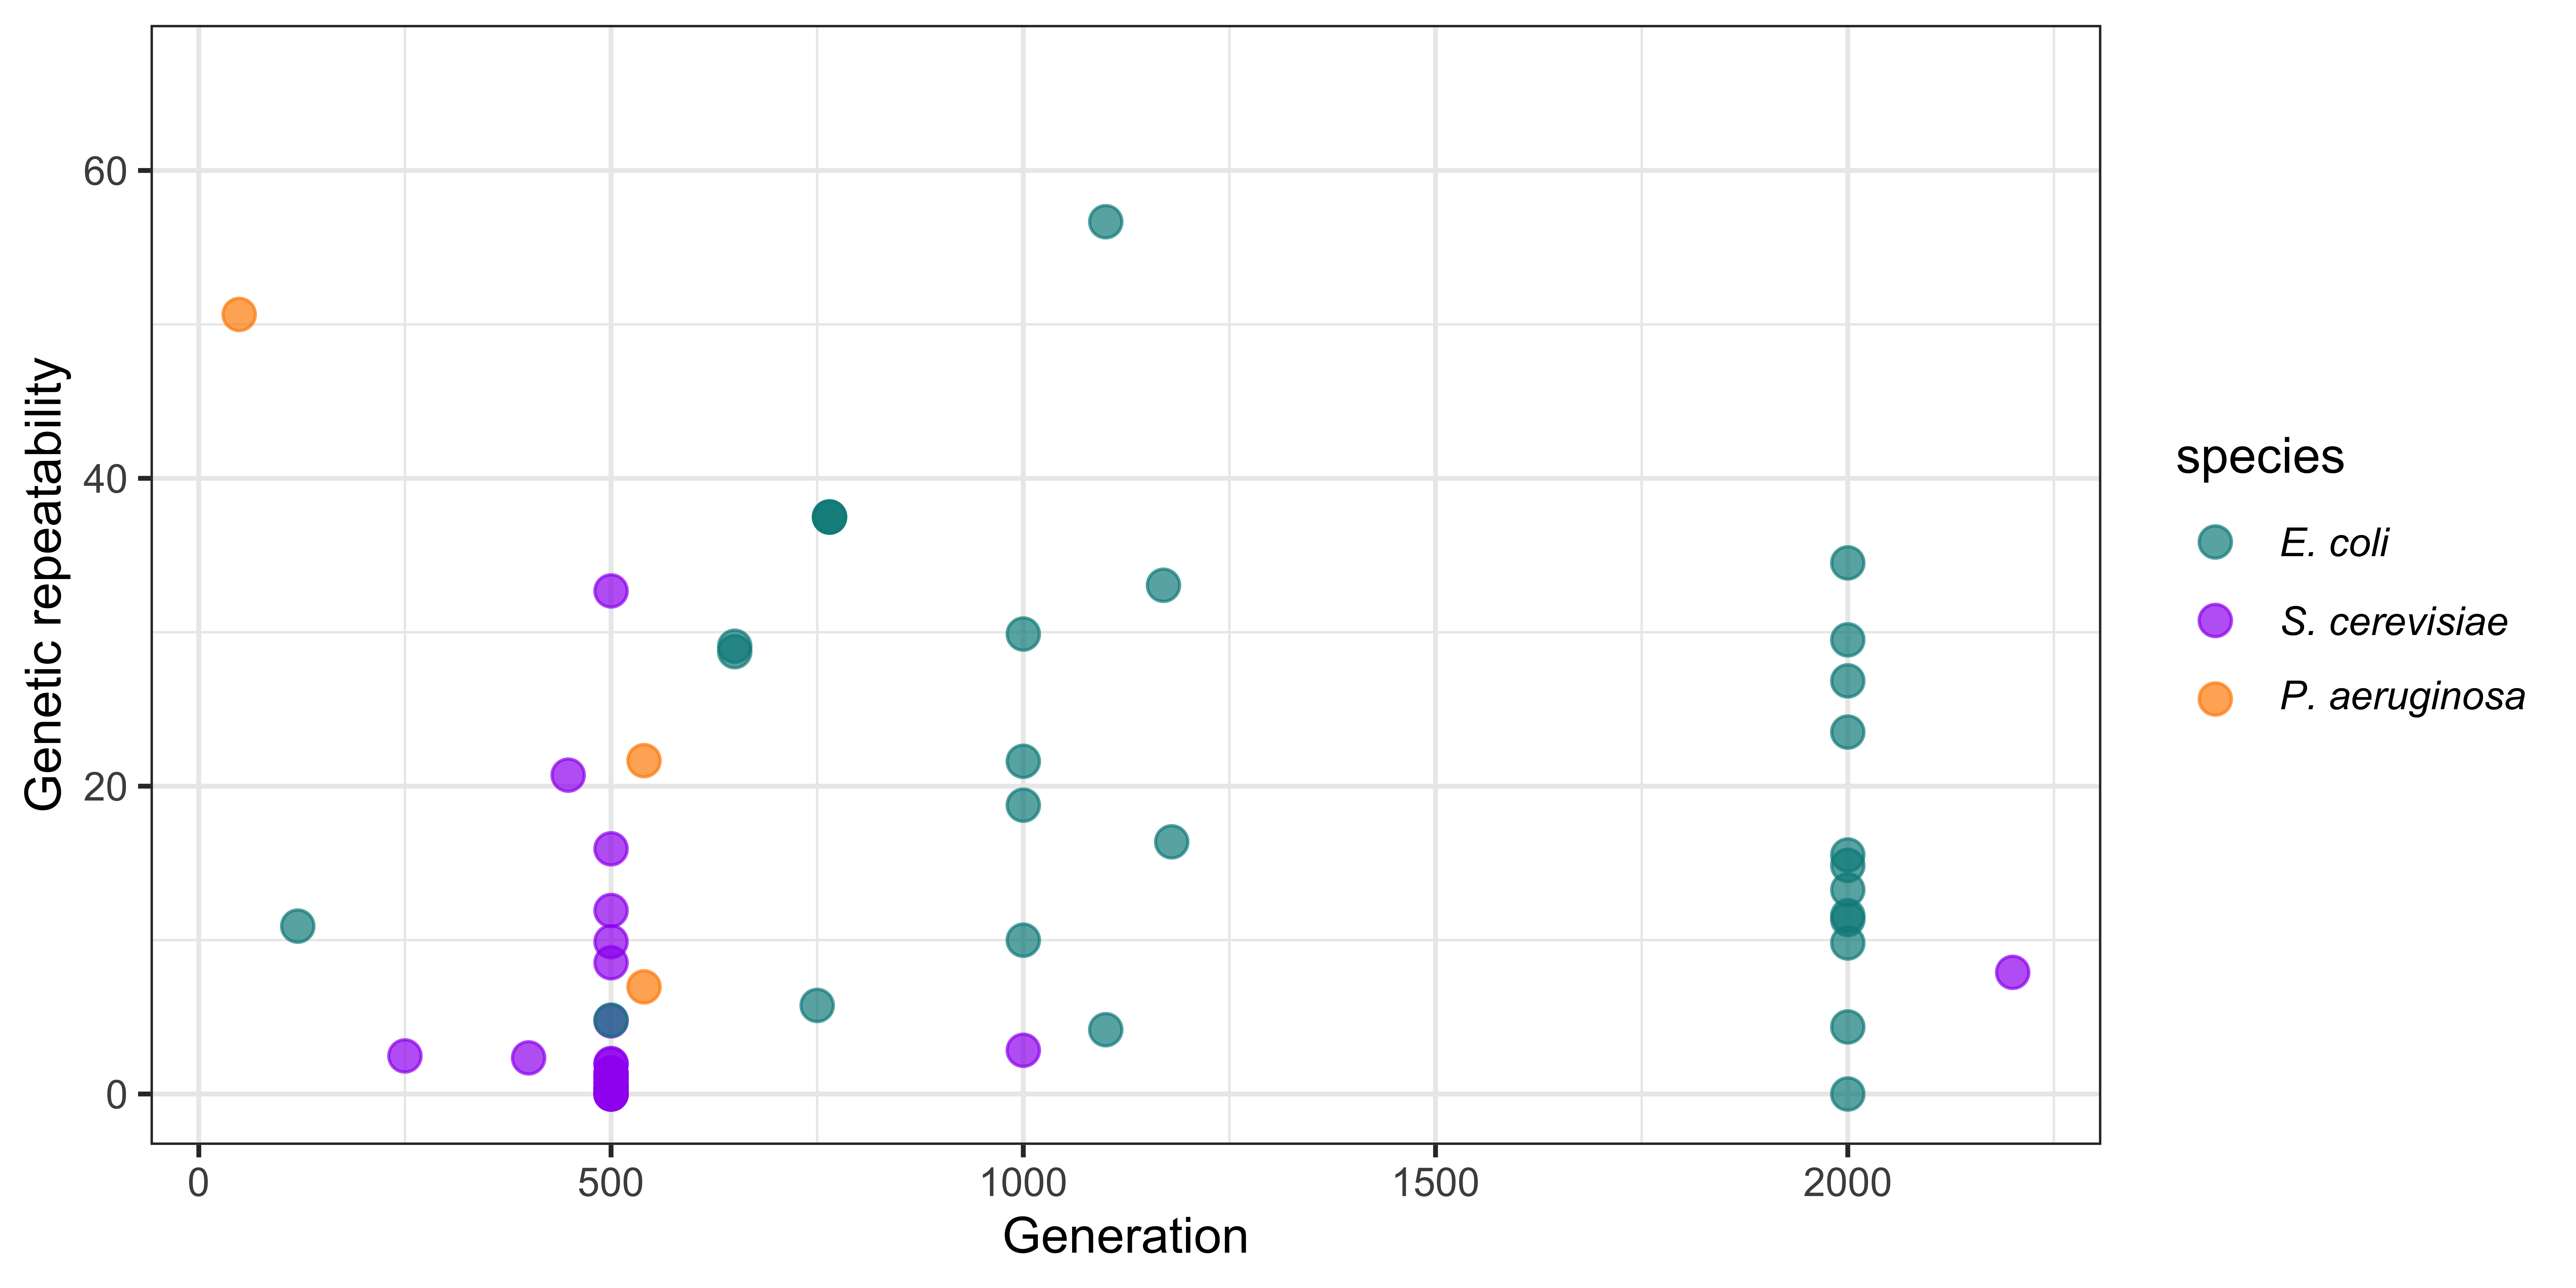 Genetic repeatability
60
40
20
0
0
500
1000
1500
2000
Generation
species
E. coli
S. cerevisiae
P. aeruginosa